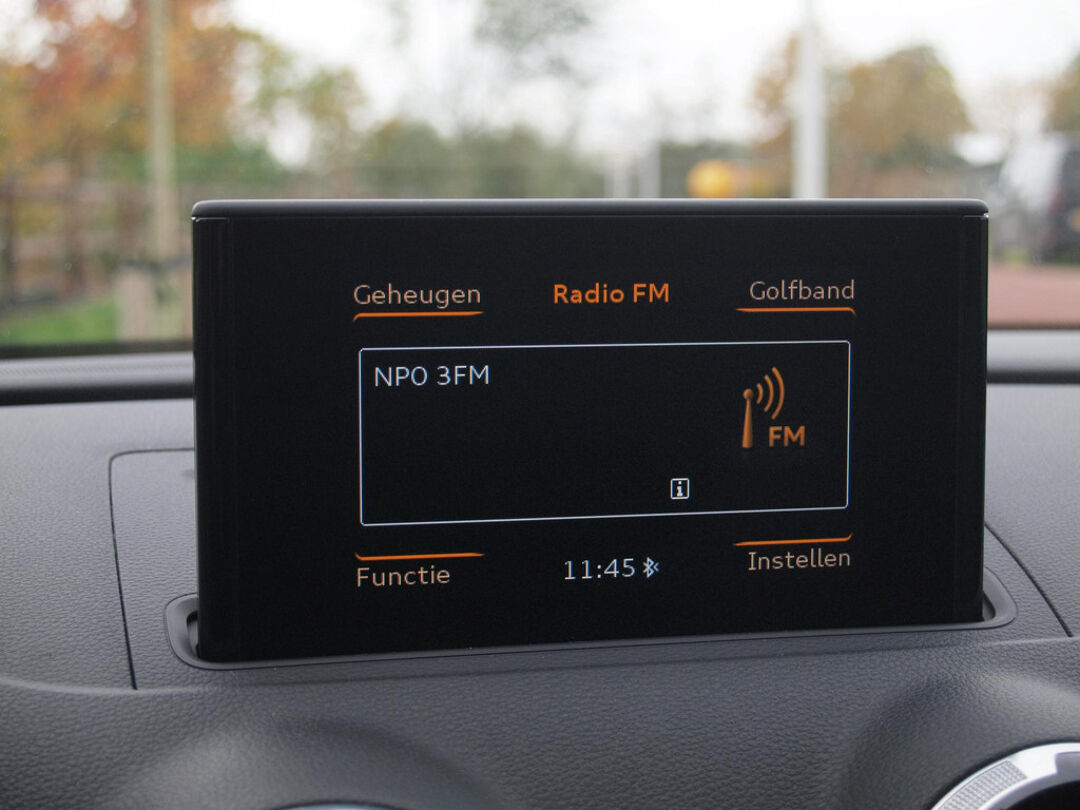 Geheugen
Radio FM
Golfband
NPO 3FM
FM
i
Functie
11:45
Instellen